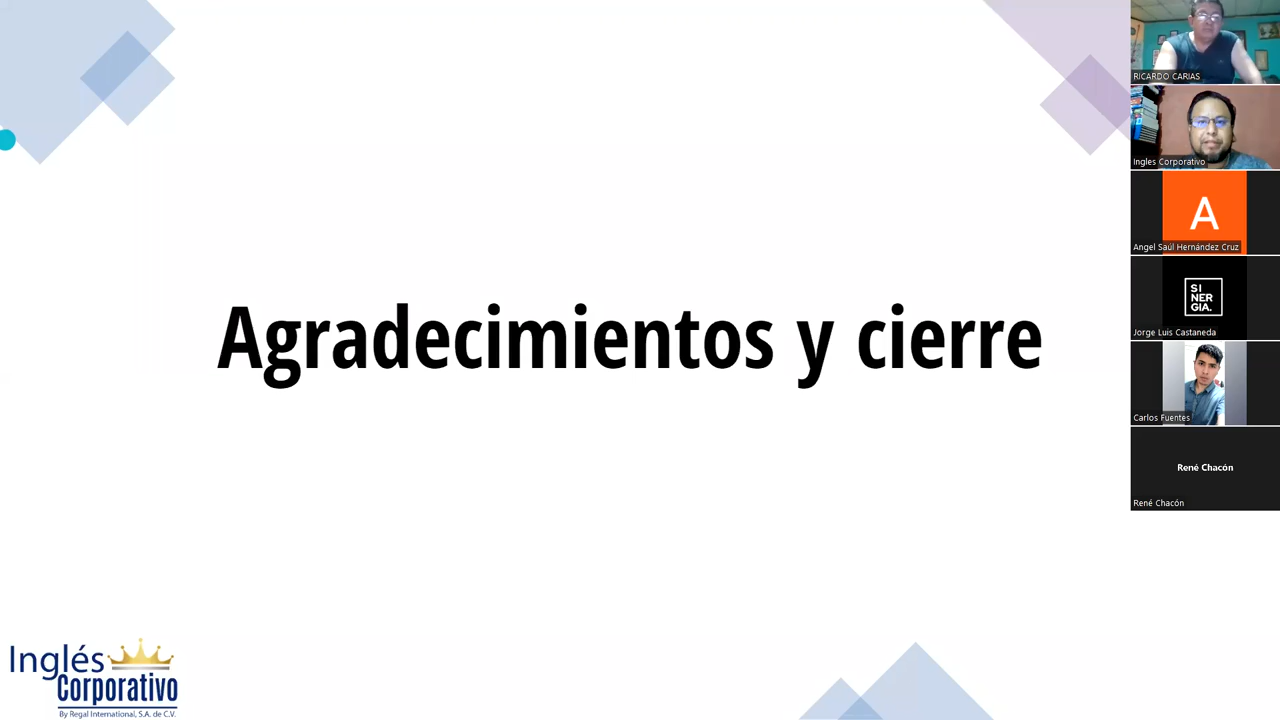 Agradecimientos y cierre
Inglés
Corporativo
By Regal International, S.A. de C.V.
RICARDO CARIAS
Ingles Corporativo
A
Angel Saúl Hernández Cruz
SI
NER
GIA.
Jorge Luis Castaneda
Carlos Fuentes
René Chacón
René Chacón